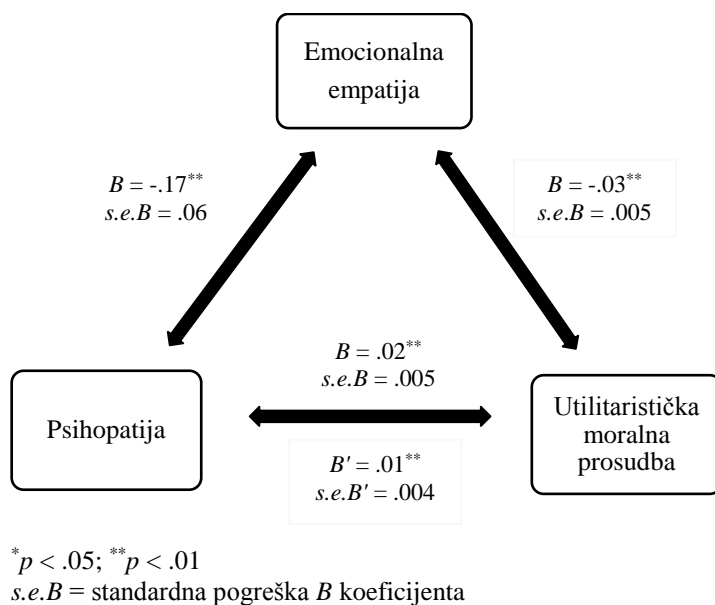 Emocionalna
empatija
B = -.17**
s.e.B = .06
B = -.03**
s.e.B = .005
B = .02**
s.e.B = .005
Psihopatija
Utilitaristička
moralna
prosudba
B' = .01**
s.e.B' = .004
*p < .05; **p < .01
s.e.B = standardna pogreška B koeficijenta